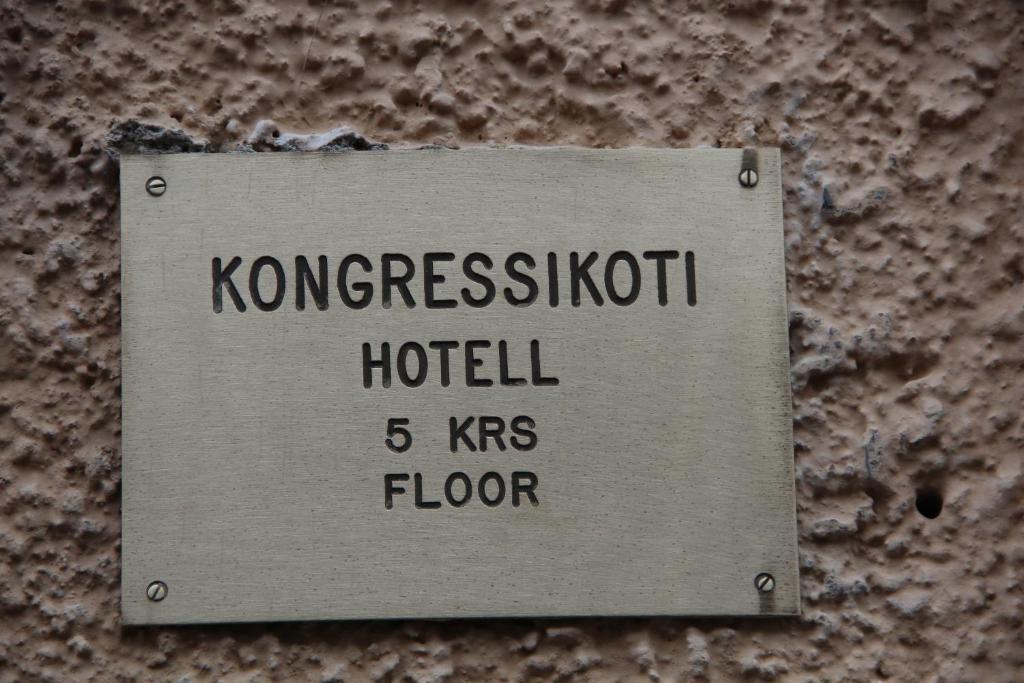 KONGRESSIKOTI
HOTELL
5 KRS
FLOOR